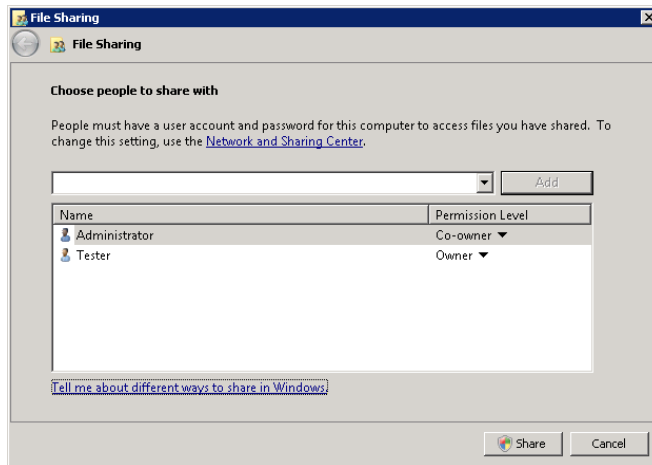 File Sharing
File Sharing
Choose people to share with
People must have a user account and password for this computer to access files you have shared. To
change this setting, use the Network and Sharing Center.
Add
Name Permission Level
Administrator Co-owner
Tester Owner
Tell me about different ways to share in Windows.
Share Cancel